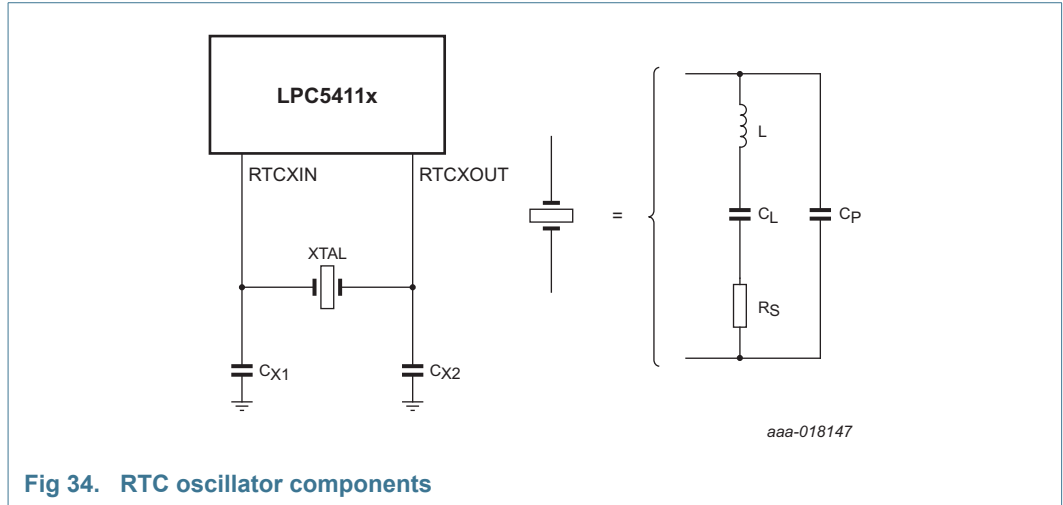 LPC5411x
RTCXIN
RTCXOUT
XTAL
CX1
CX2
=
L
CL
CP
RS
aaa-018147
Fig 34. RTC oscillator components